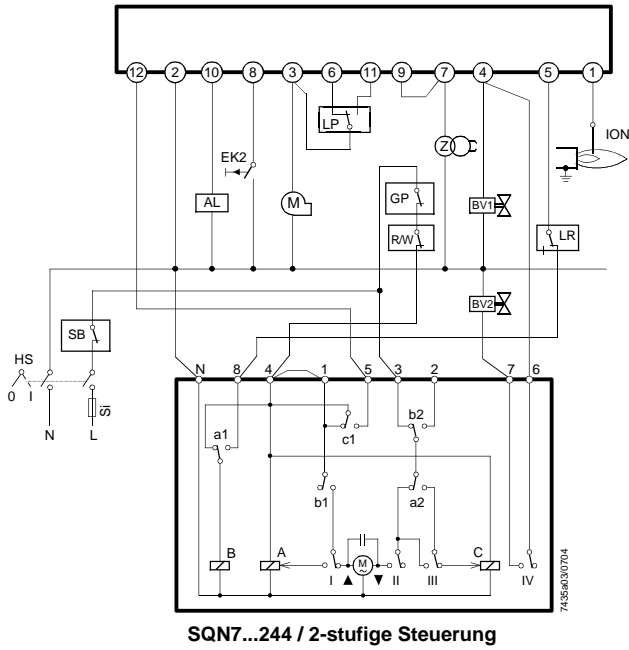 12 2 10 8 3 6 11 9 7 4 5 1
LP
ION
EK2
Z
AL
M
GP
BV1
R/W
LR
BV2
SB
HS
0 I
Si
N L
N 8 4 1 5 3 2 7 6
a1
c1
b2
b1
a2
B A M ~ C
I II III IV
7435a03/0704
SQN7...244 / 2-stufige Steuerung